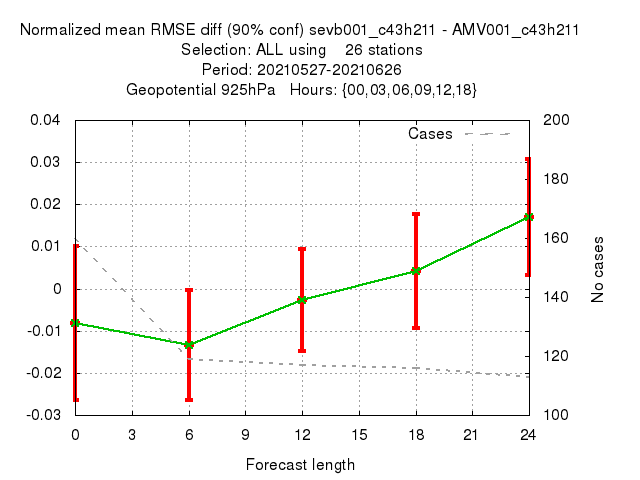 Normalized mean RMSE diff (90% conf) sevb001_c43h211 - AMV001_c43h211
Selection: ALL using    26 stations
Period: 20210527-20210626
Geopotential 925hPa   Hours: {00,03,06,09,12,18}
Cases
0.04
0.03
0.02
0.01
0
-0.01
-0.02
-0.03
200
180
160
140
120
100
No cases
0 3 6 9 12 15 18 21 24
Forecast length